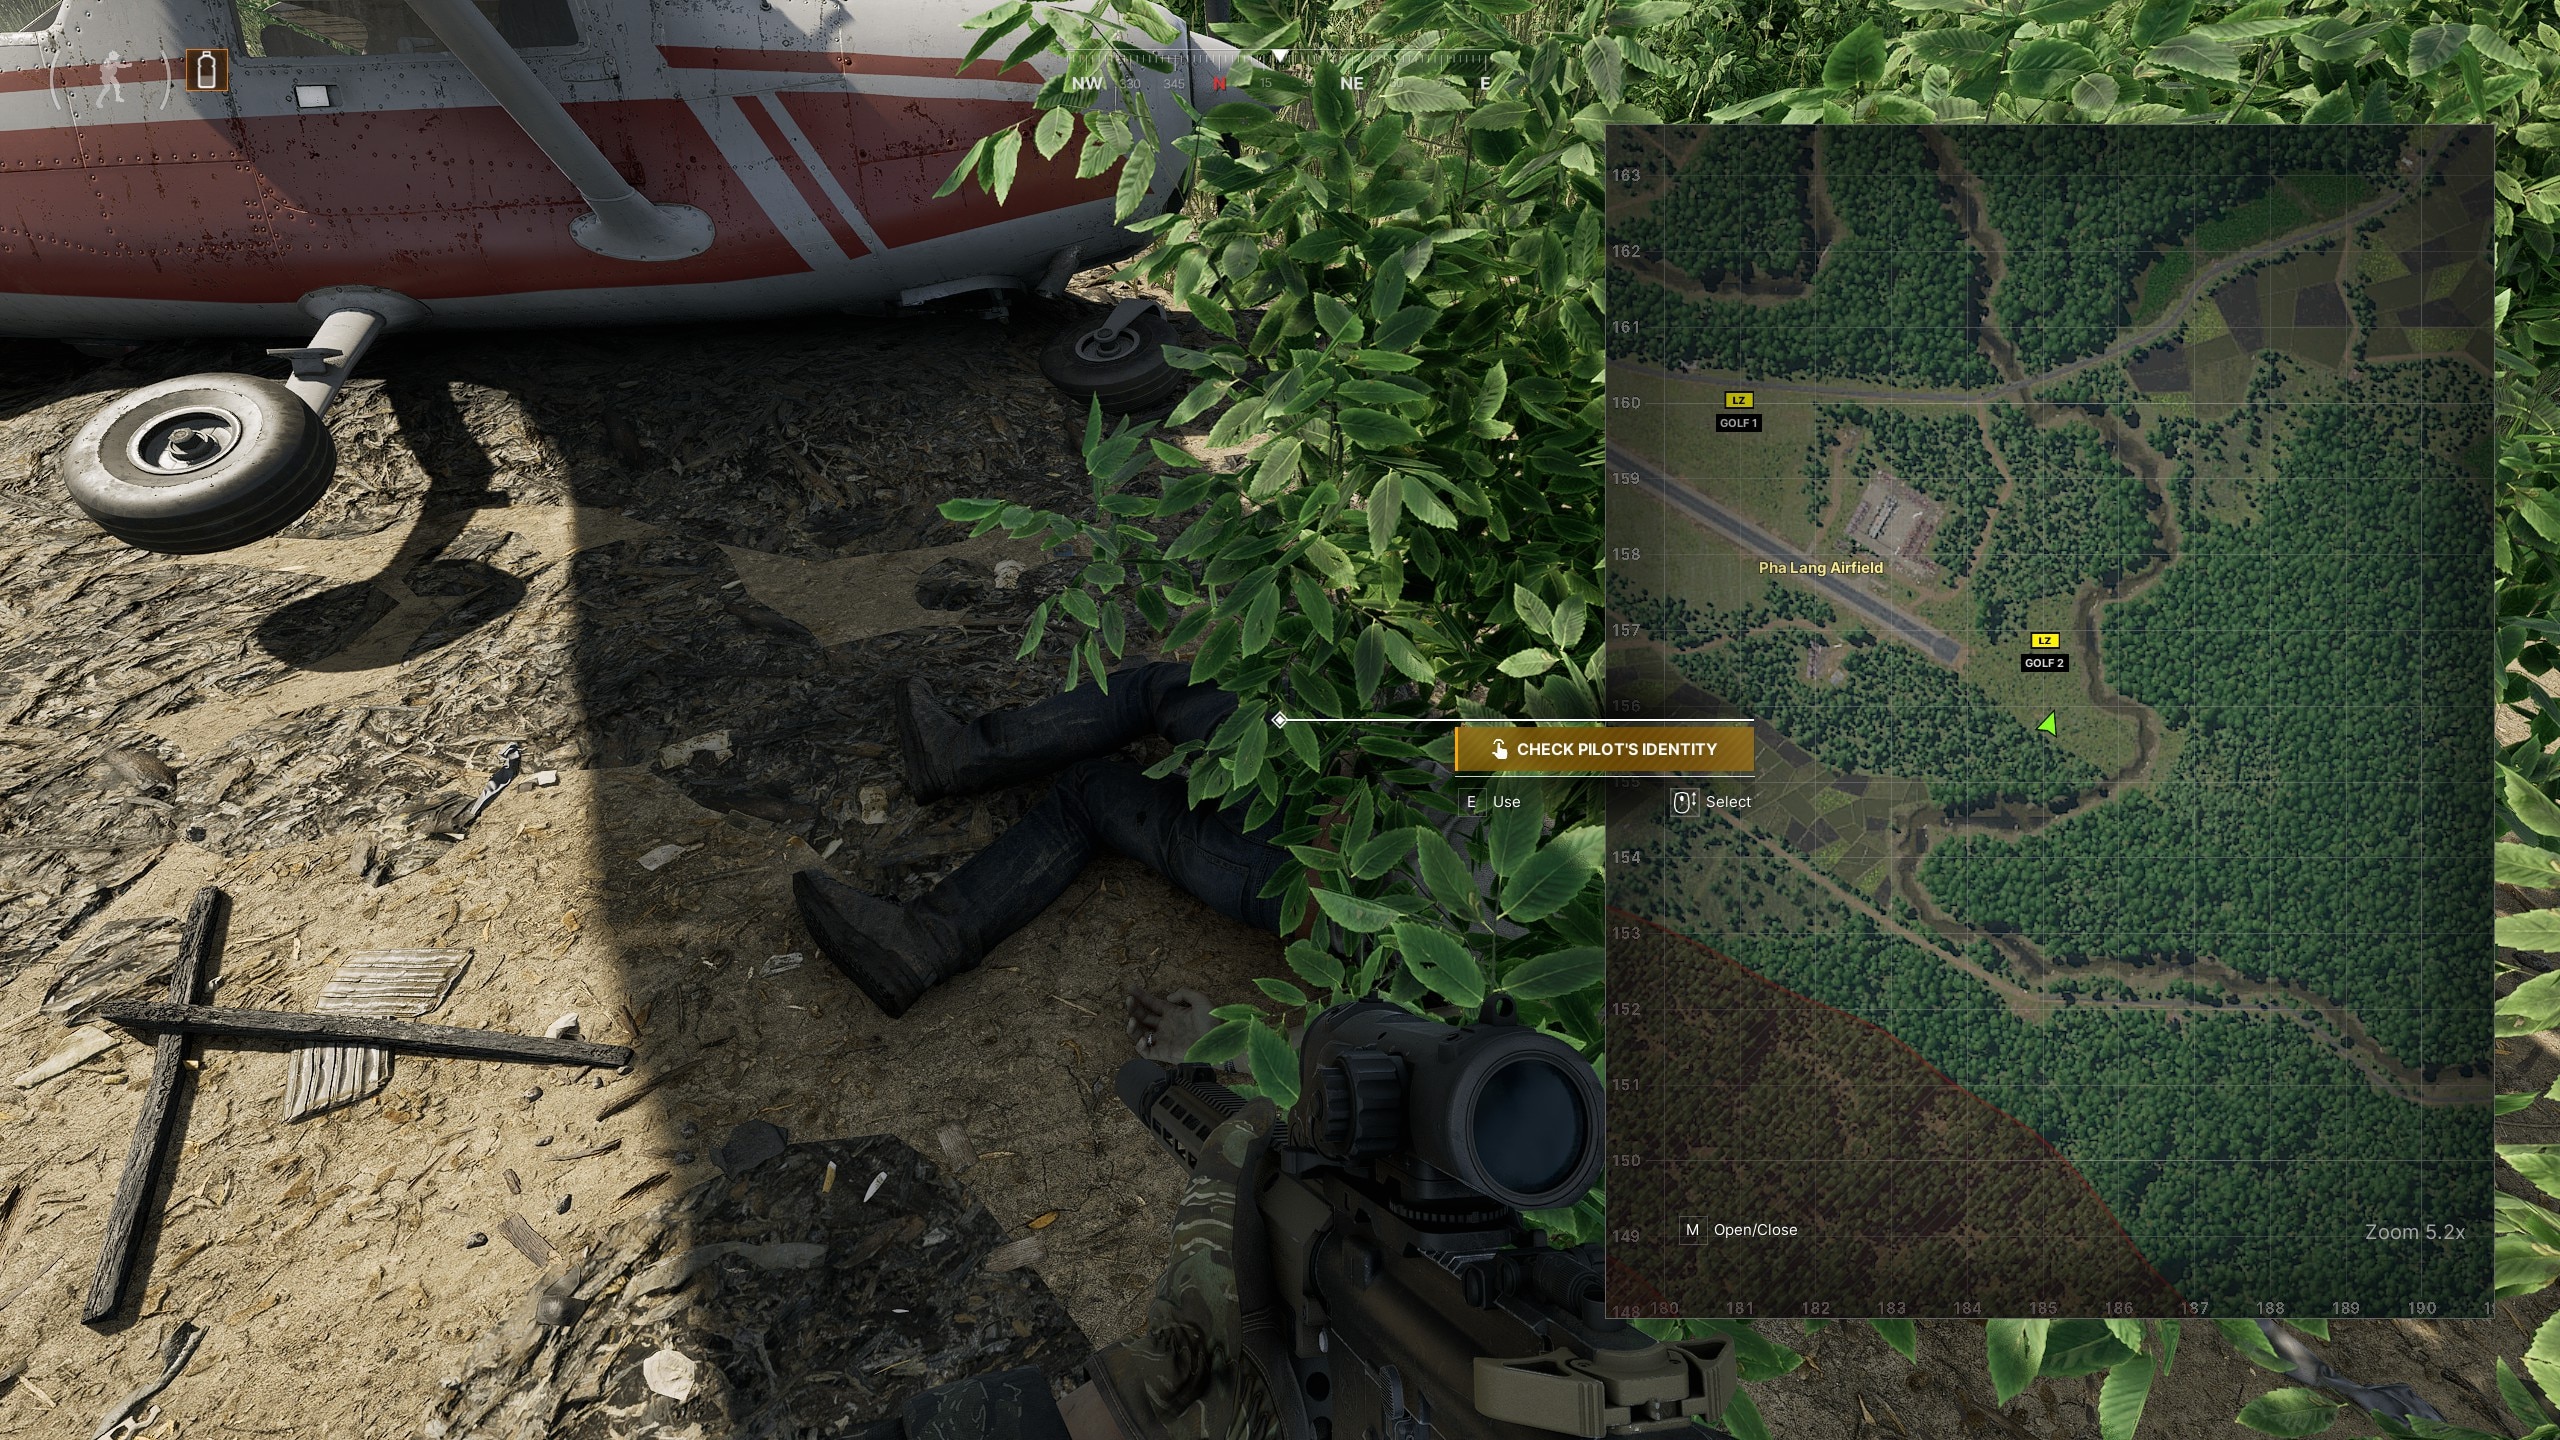 NW 330 345 N 15 30 NE E
163
162
161
160
159
158
157
156
155
154
153
152
151
150
149
148
180 181 182 183 184 185 186 187 188 189 190
LZ
GOLF 1
Pha Lang Airfield
LZ
GOLF 2
CHECK PILOT'S IDENTITY
E Use
Select
M Open/Close
Zoom 5.2x